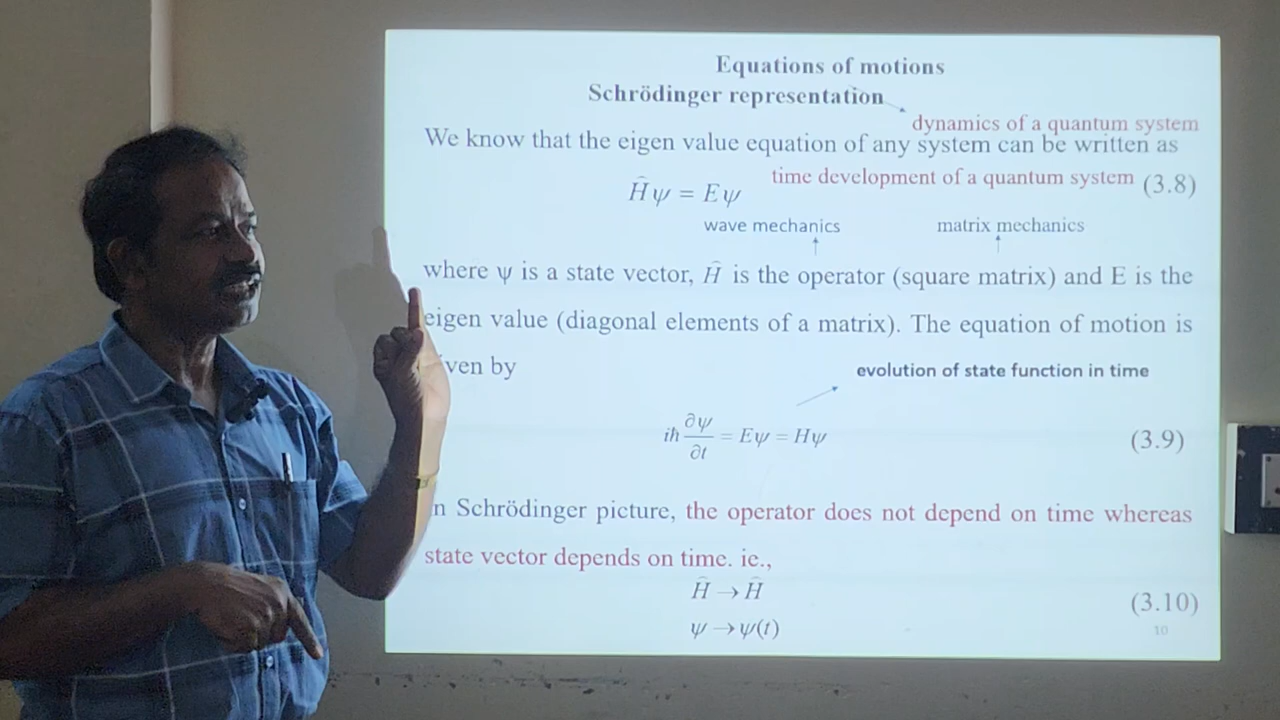 Equations of motions
Schrödinger representation
dynamics of a quantum system
We know that the eigen value equation of any system can be written as
time development of a quantum system
Ĥψ = Eψ (3.8)
wave mechanics matrix mechanics
where ψ is a state vector, Ĥ is the operator (square matrix) and E is the
eigen value (diagonal elements of a matrix). The equation of motion is
ven by
evolution of state function in time
iħ ∂ψ/∂t = Eψ = Hψ (3.9)
n Schrödinger picture, the operator does not depend on time whereas
state vector depends on time. ie.,
Ĥ → Ĥ
(3.10)
ψ → ψ(t)
10